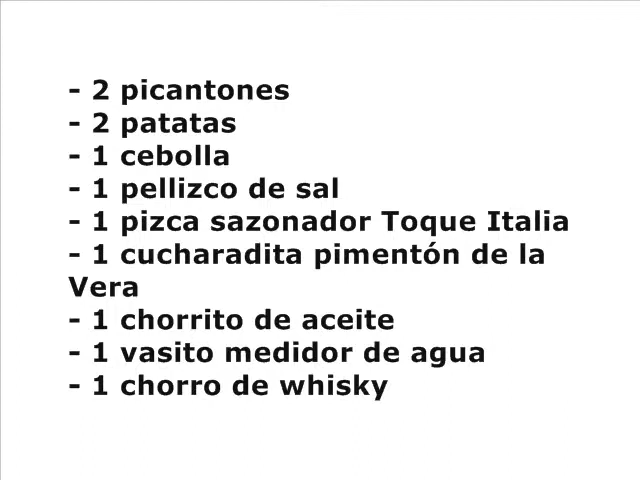 - 2 picantones
- 2 patatas
- 1 cebolla
- 1 pellizco de sal
- 1 pizca sazonador Toque Italia
- 1 cucharadita pimentón de la
Vera
- 1 chorrito de aceite
- 1 vasito medidor de agua
- 1 chorro de whisky